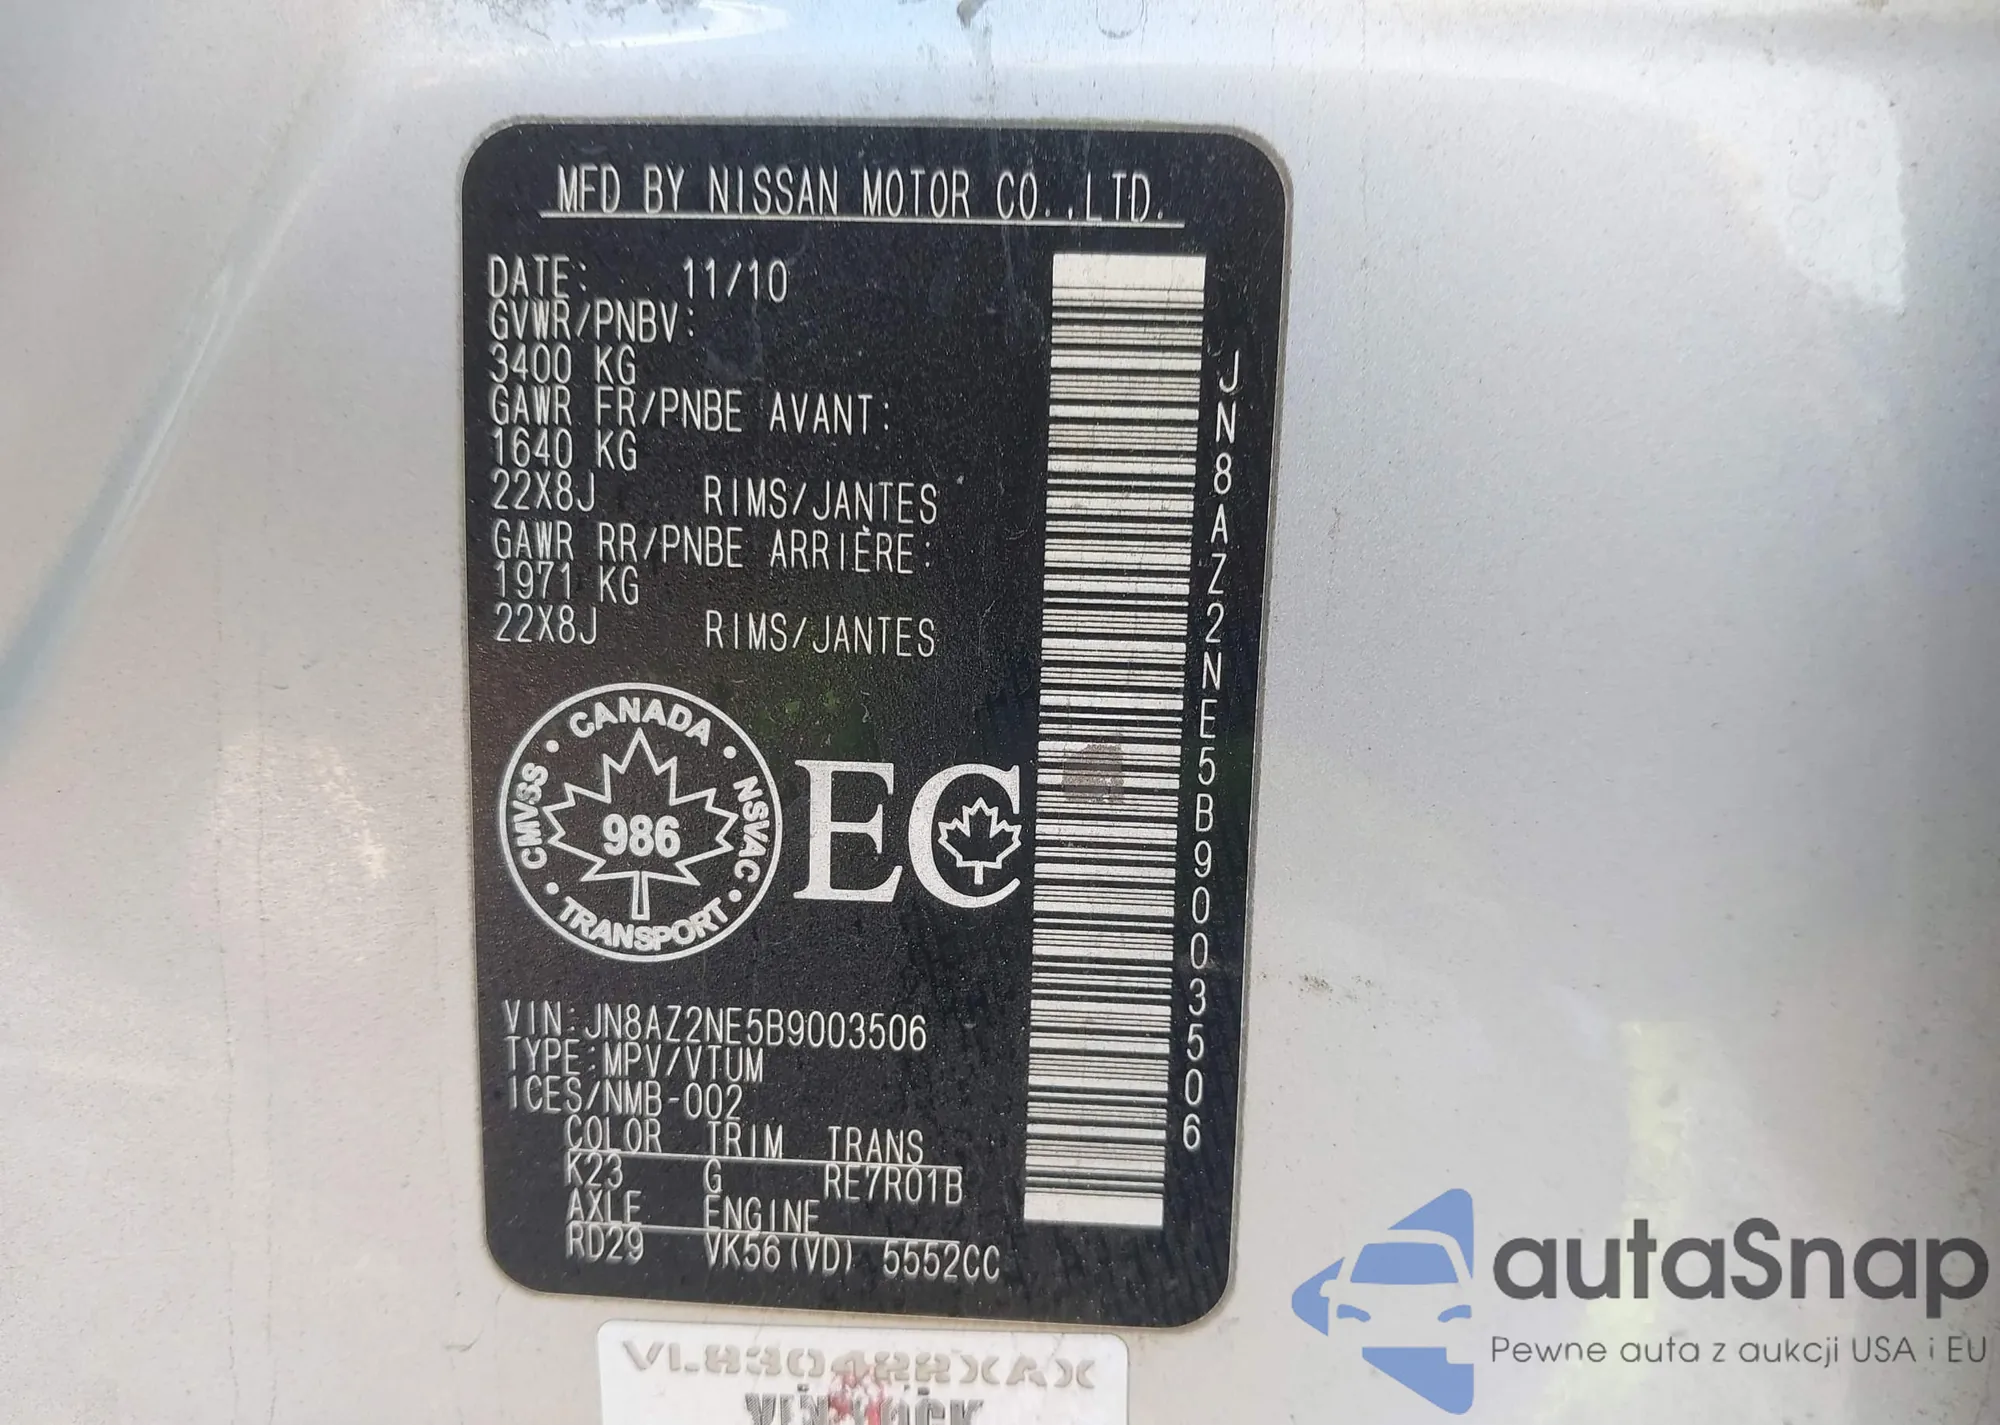 MFD BY NISSAN MOTOR CO.,LTD.
DATE: 11/10
GVWR/PNBV:
3400 KG
GAWR FR/PNBE AVANT:
1640 KG
22X8J RIMS/JANTES
GAWR RR/PNBE ARRIÈRE:
1971 KG
22X8J RIMS/JANTES
CANADA
CMVSS
986
NSVAC
TRANSPORT
EC
VIN:JN8AZ2NE5B9003506
TYPE:MPV/VTUM
ICES/NMB-002
COLOR TRIM TRANS
K23 G RE7R01B
AXLE ENGINE
RD29 VK56(VD) 5552CC
JN8AZ2NE5B9003506
autaSnap
Pewne auta z aukcji USA i EU